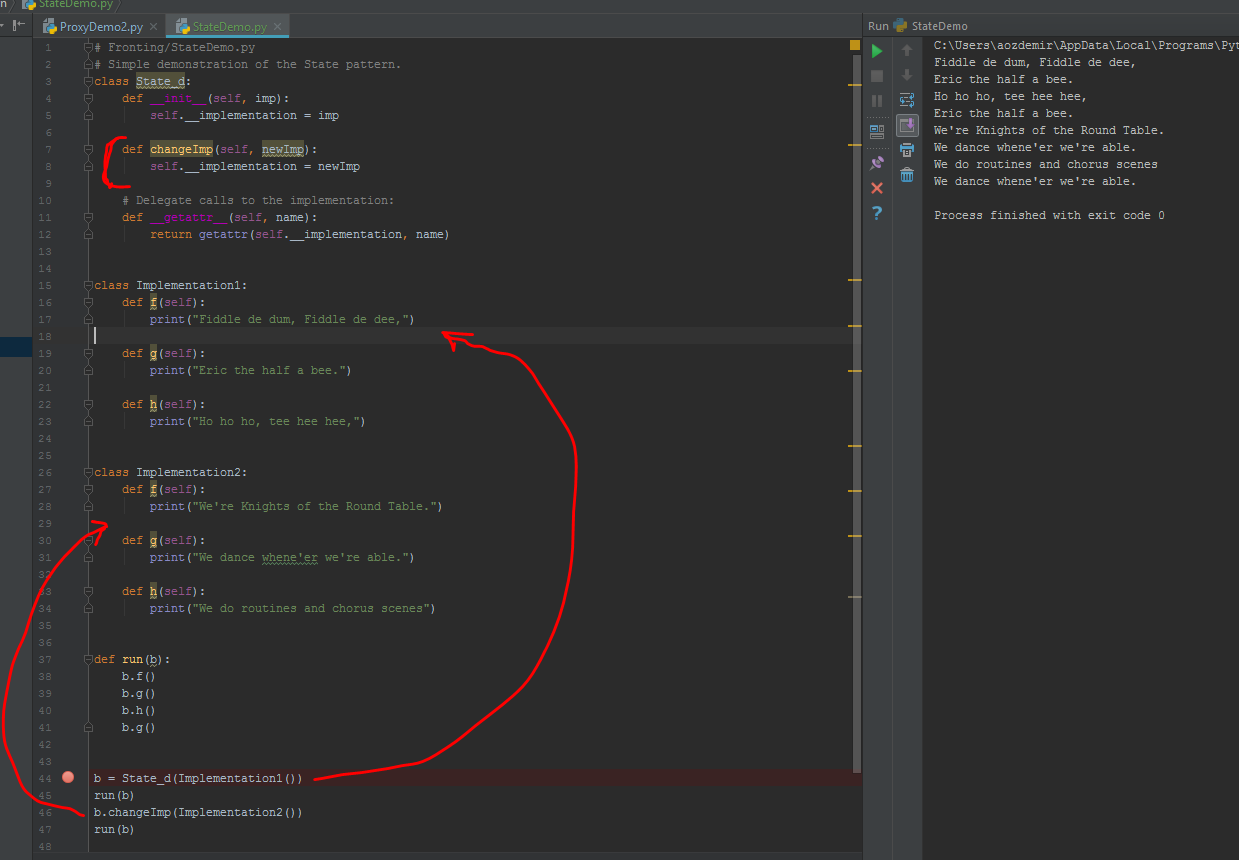 StateDemo.py
ProxyDemo2.py
StateDemo.py
Run StateDemo
1 # Fronting/StateDemo.py
2 # Simple demonstration of the State pattern.
3 class State_d:
4     def __init__(self, imp):
5         self.__implementation = imp
6
7     def changeImp(self, newImp):
8         self.__implementation = newImp
9
10     # Delegate calls to the implementation:
11     def __getattr__(self, name):
12         return getattr(self.__implementation, name)
13
14
15 class Implementation1:
16     def f(self):
17         print("Fiddle de dum, Fiddle de dee,")
18
19     def g(self):
20         print("Eric the half a bee.")
21
22     def h(self):
23         print("Ho ho ho, tee hee hee,")
24
25
26 class Implementation2:
27     def f(self):
28         print("We're Knights of the Round Table.")
29
30     def g(self):
31         print("We dance whene'er we're able.")
32
33     def h(self):
34         print("We do routines and chorus scenes")
35
36
37 def run(b):
38     b.f()
39     b.g()
40     b.h()
41     b.g()
42
43
44 b = State_d(Implementation1())
45 run(b)
46 b.changeImp(Implementation2())
47 run(b)
48
C:\Users\aozdemir\AppData\Local\Programs\Pyt
Fiddle de dum, Fiddle de dee,
Eric the half a bee.
Ho ho ho, tee hee hee,
Eric the half a bee.
We're Knights of the Round Table.
We dance whene'er we're able.
We do routines and chorus scenes
We dance whene'er we're able.
Process finished with exit code 0